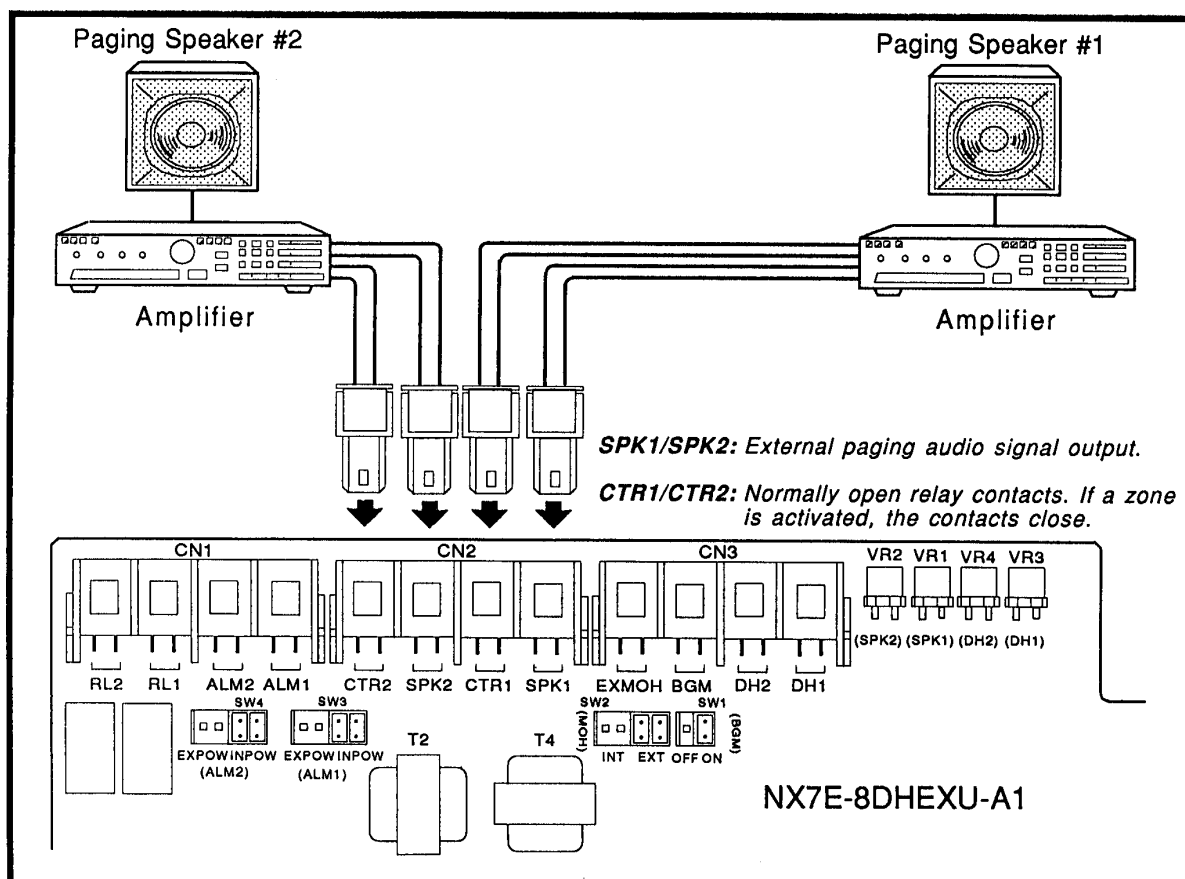 Paging Speaker #2
Paging Speaker #1
Amplifier
Amplifier
SPK1/SPK2: External paging audio signal output.
CTR1/CTR2: Normally open relay contacts. If a zone
is activated, the contacts close.
CN1
CN2
CN3
VR2 VR1 VR4 VR3
(SPK2) (SPK1) (DH2) (DH1)
RL2 RL1 ALM2 ALM1 CTR2 SPK2 CTR1 SPK1 EXMOH BGM DH2 DH1
SW4
SW3
SW2
(MOH)
SW1
(BGM)
EXPOW INPOW
(ALM2)
EXPOW INPOW
(ALM1)
T2
T4
INT EXT OFF ON
NX7E-8DHEXU-A1